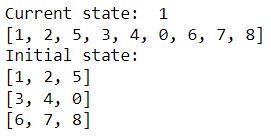 Current state:  1
[1, 2, 5, 3, 4, 0, 6, 7, 8]
Initial state:
[1, 2, 5]
[3, 4, 0]
[6, 7, 8]